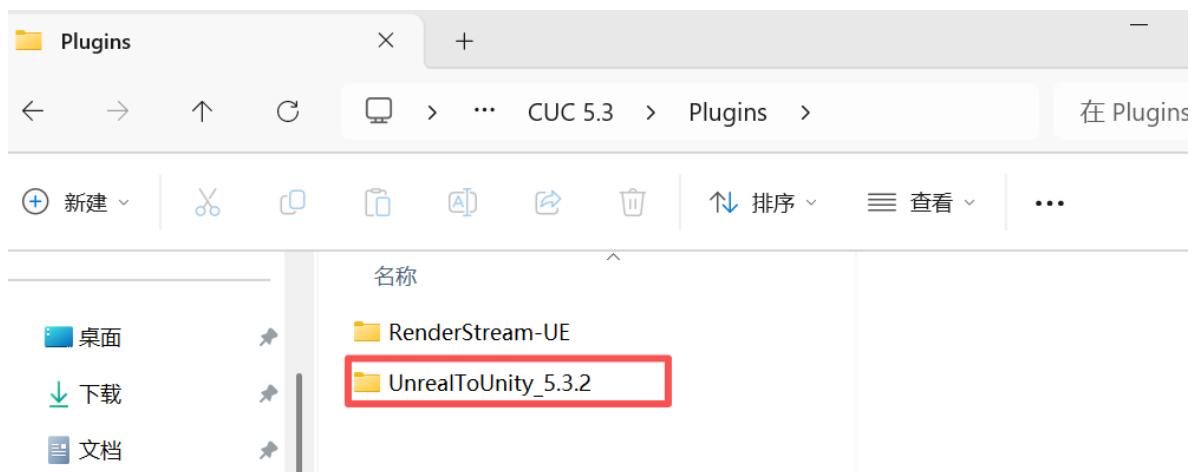 Plugins
CUC 5.3 > Plugins >
在 Plugins
新建
排序
查看
名称
桌面
下载
文档
RenderStream-UE
UnrealToUnity_5.3.2